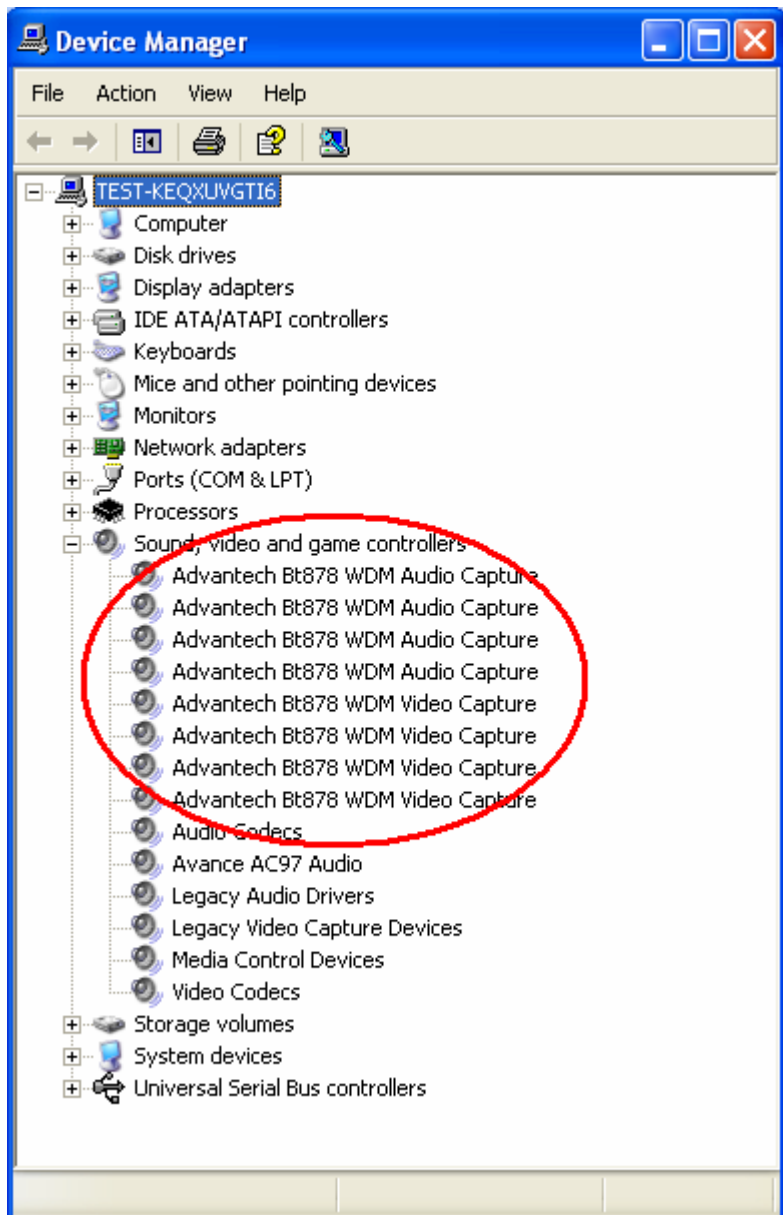 Device Manager
File Action View Help
TEST-KEQXUVGTI6
Computer
Disk drives
Display adapters
IDE ATA/ATAPI controllers
Keyboards
Mice and other pointing devices
Monitors
Network adapters
Ports (COM & LPT)
Processors
Sound, video and game controllers
Advantech Bt878 WDM Audio Capture
Advantech Bt878 WDM Audio Capture
Advantech Bt878 WDM Audio Capture
Advantech Bt878 WDM Audio Capture
Advantech Bt878 WDM Video Capture
Advantech Bt878 WDM Video Capture
Advantech Bt878 WDM Video Capture
Advantech Bt878 WDM Video Capture
Audio Codecs
Avance AC97 Audio
Legacy Audio Drivers
Legacy Video Capture Devices
Media Control Devices
Video Codecs
Storage volumes
System devices
Universal Serial Bus controllers